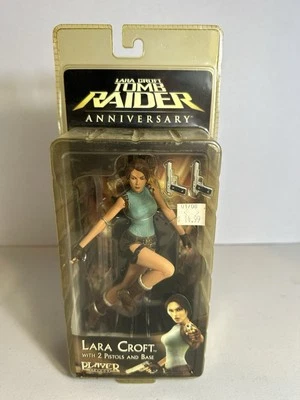 LARA CROFT
TOMB
RAIDER
ANNIVERSARY
LARA CROFT
WITH 2 PISTOLS AND BASE
PLAYER